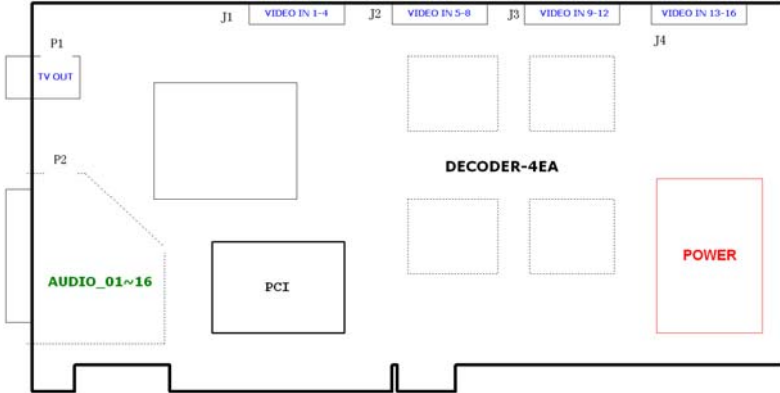 J1
VIDEO IN 1-4
J2
VIDEO IN 5-8
J3
VIDEO IN 9-12
VIDEO IN 13-16
J4
P1
TV OUT
P2
DECODER-4EA
AUDIO_01~16
PCI
POWER